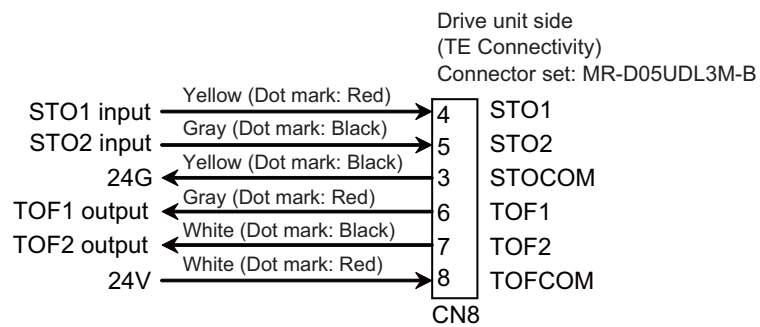 Drive unit side
(TE Connectivity)
Connector set: MR-D05UDL3M-B
STO1 input Yellow (Dot mark: Red) 4 STO1
STO2 input Gray (Dot mark: Black) 5 STO2
24G Yellow (Dot mark: Black) 3 STOCOM
TOF1 output Gray (Dot mark: Red) 6 TOF1
TOF2 output White (Dot mark: Black) 7 TOF2
24V White (Dot mark: Red) 8 TOFCOM
CN8